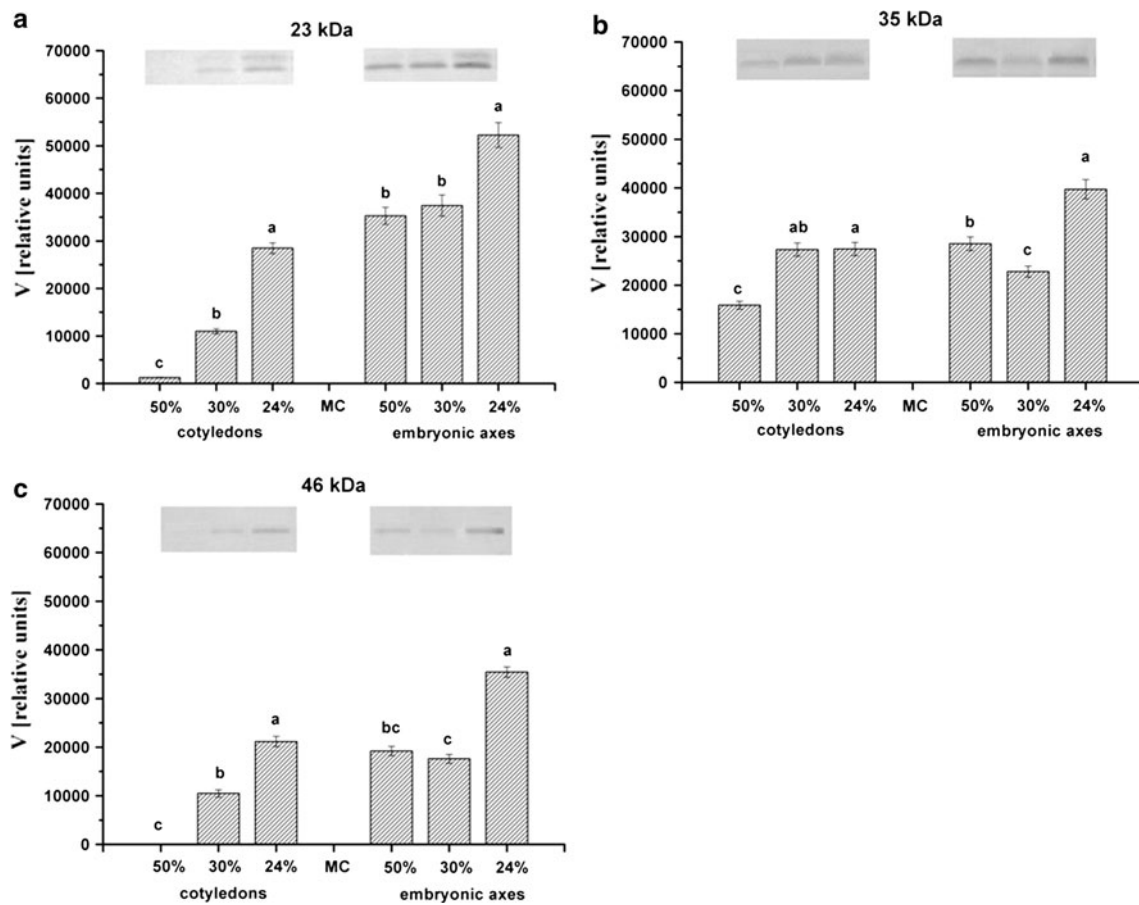 a
23 kDa
70000
60000
50000
40000
30000
20000
10000
0
V [relative units]
c
b
a
b
b
a
50% 30% 24% MC 50% 30% 24%
cotyledons embryonic axes
b
35 kDa
70000
60000
50000
40000
30000
20000
10000
0
V [relative units]
c
ab
a
b
c
a
50% 30% 24% MC 50% 30% 24%
cotyledons embryonic axes
c
46 kDa
70000
60000
50000
40000
30000
20000
10000
0
V [relative units]
c
b
a
bc
c
a
50% 30% 24% MC 50% 30% 24%
cotyledons embryonic axes